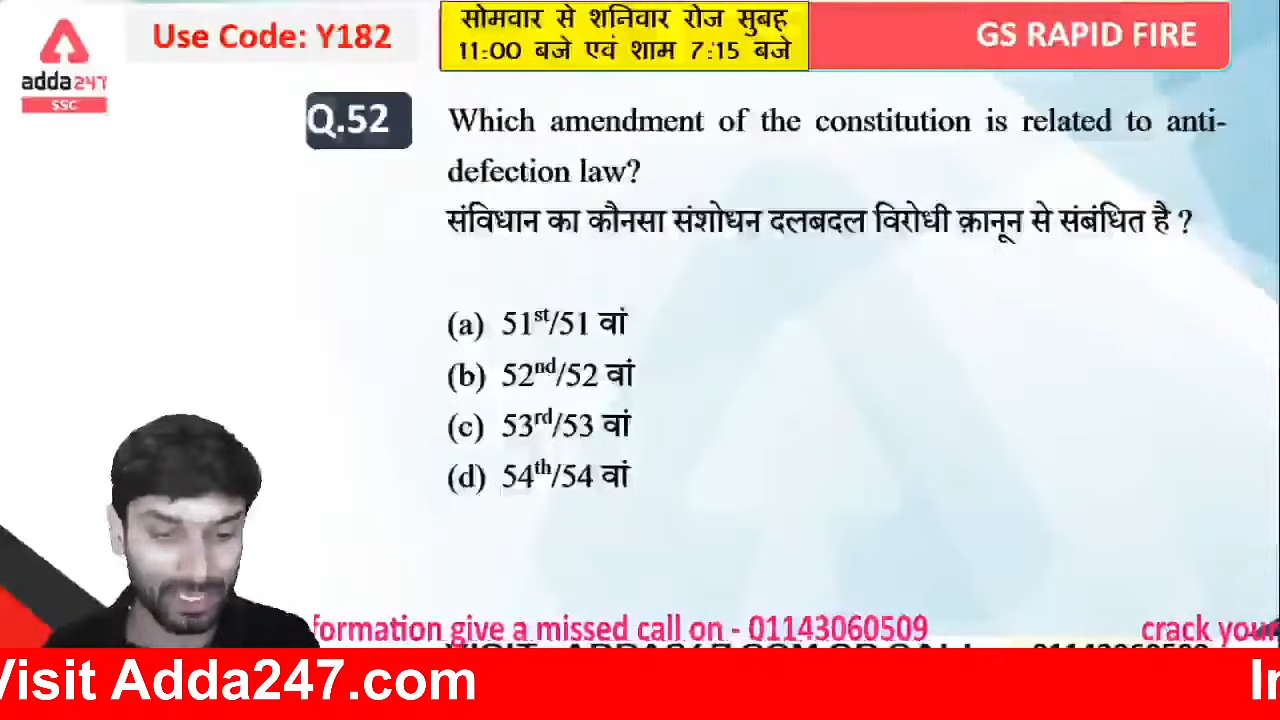 Use Code: Y182
सोमवार से शनिवार रोज सुबह
11:00 बजे एवं शाम 7:15 बजे
GS RAPID FIRE
adda247
SSC
Q.52
Which amendment of the constitution is related to anti-
defection law?
संविधान का कौनसा संशोधन दलबदल विरोधी क़ानून से संबंधित है ?
(a) 51st/51 वां
(b) 52nd/52 वां
(c) 53rd/53 वां
(d) 54th/54 वां
formation give a missed call on - 01143060509
crack your
Visit Adda247.com
In